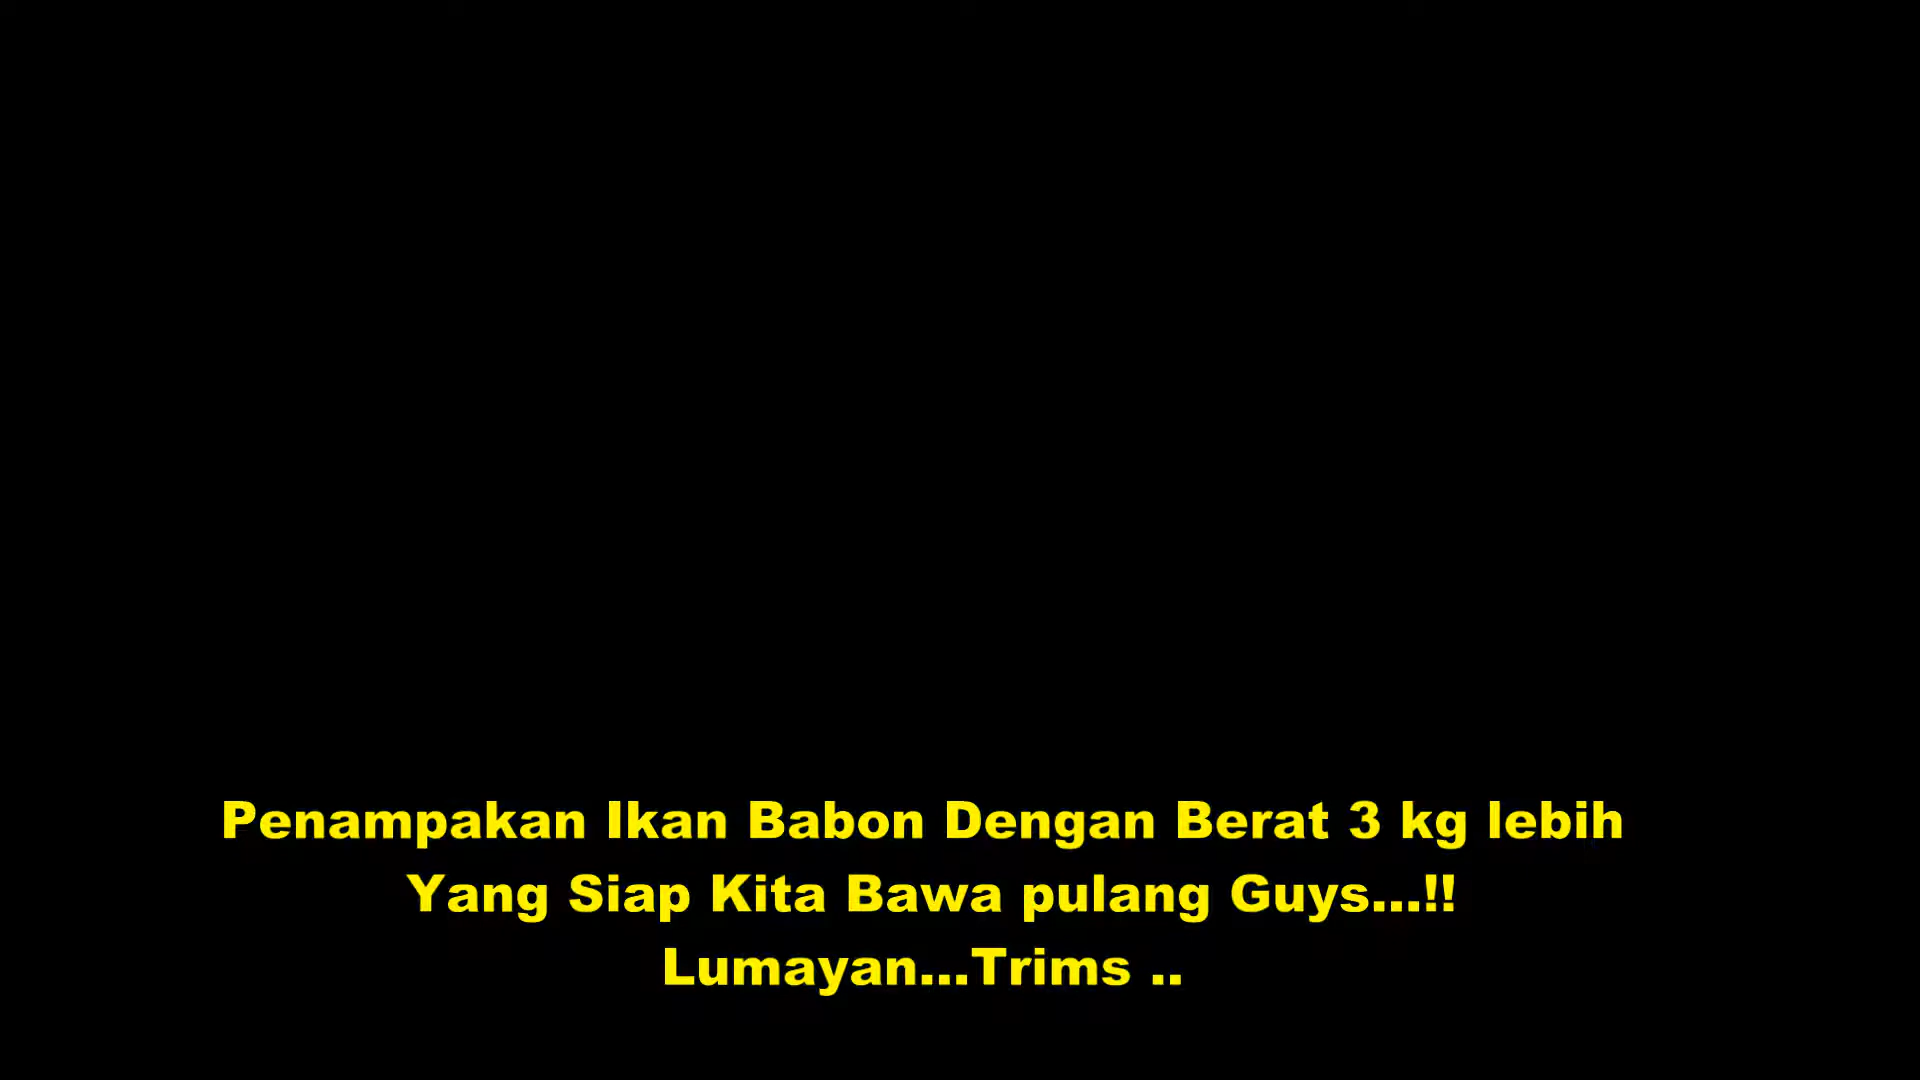 Penampakan Ikan Babon Dengan Berat 3 kg lebih
Yang Siap Kita Bawa pulang Guys...!!
Lumayan...Trims ..